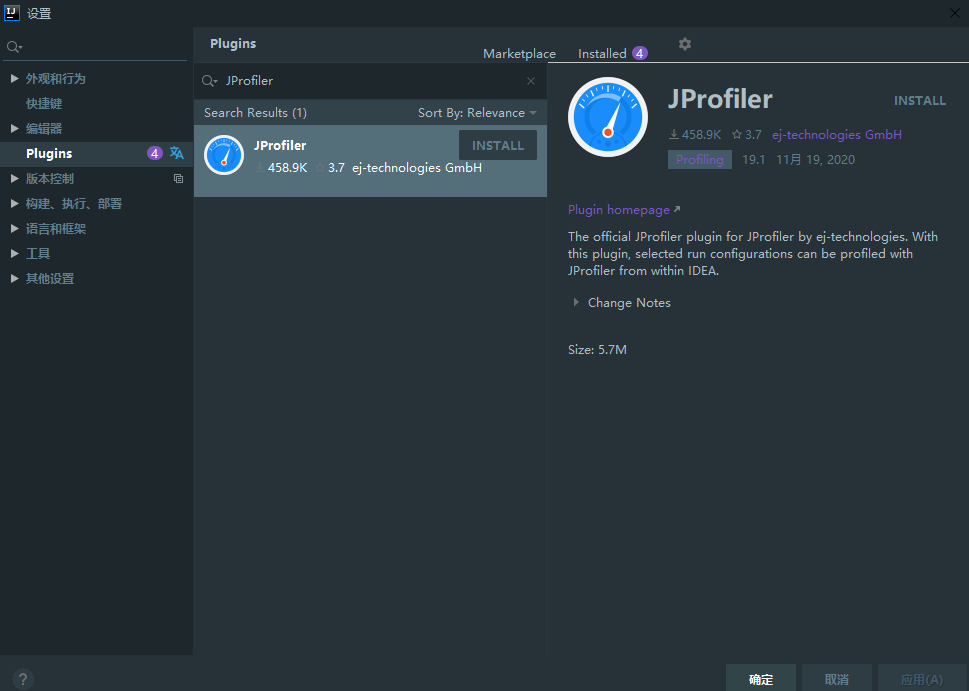 IJ 设置
外观和行为
快捷键
编辑器
Plugins 4
版本控制
构建、执行、部署
语言和框架
工具
其他设置
Plugins
Marketplace
Installed 4
JProfiler
Search Results (1)
Sort By: Relevance
JProfiler
INSTALL
458.9K 3.7 ej-technologies GmbH
JProfiler
INSTALL
458.9K 3.7 ej-technologies GmbH
Profiling 19.1 11月 19, 2020
Plugin homepage
The official JProfiler plugin for JProfiler by ej-technologies. With
this plugin, selected run configurations can be profiled with
JProfiler from within IDEA.
Change Notes
Size: 5.7M
?
确定
取消
应用(A)